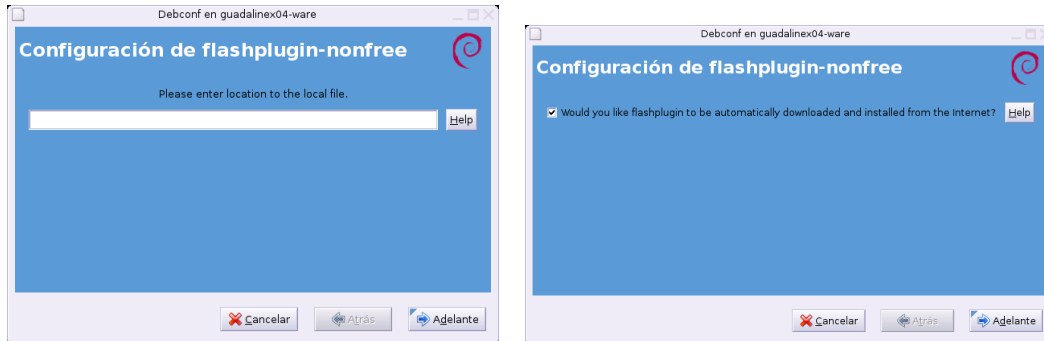 Debconf en guadalinex04-ware
Configuración de flashplugin-nonfree
Please enter location to the local file.
Help
Cancelar
Atrás
Adelante
Debconf en guadalinex04-ware
Configuración de flashplugin-nonfree
Would you like flashplugin to be automatically downloaded and installed from the Internet?
Help
Cancelar
Atrás
Adelante